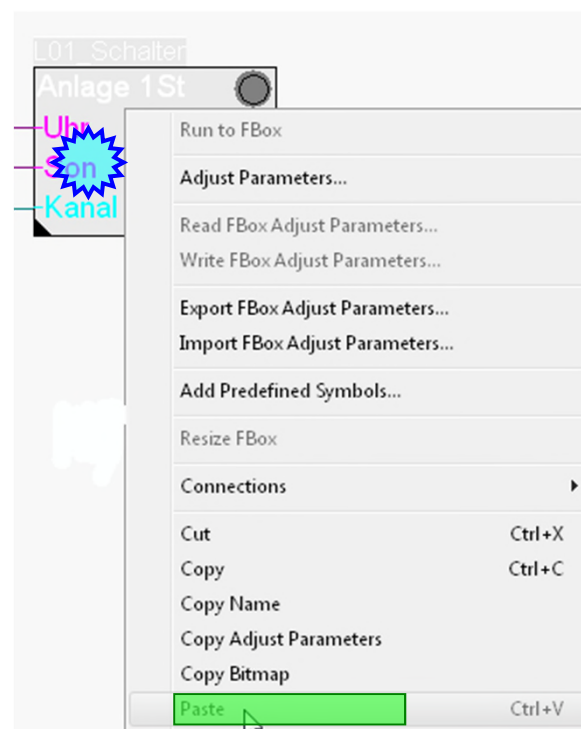 L01_Schalten
Anlage 1St
Uhr
Son
Kanal
Run to FBox
Adjust Parameters...
Read FBox Adjust Parameters...
Write FBox Adjust Parameters...
Export FBox Adjust Parameters...
Import FBox Adjust Parameters...
Add Predefined Symbols...
Resize FBox
Connections
Cut Ctrl+X
Copy Ctrl+C
Copy Name
Copy Adjust Parameters
Copy Bitmap
Paste Ctrl+V